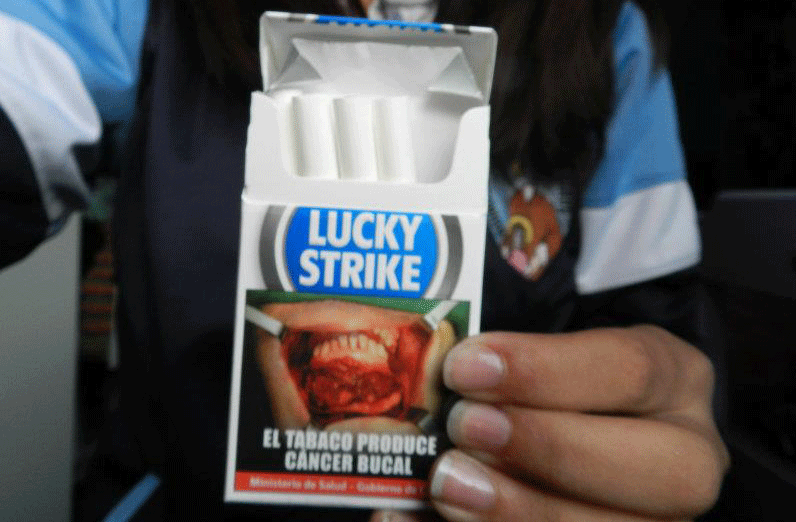 LUCKY
STRIKE
EL TABACO PRODUCE
CÁNCER BUCAL
Ministerio de Salud - Gobierno de